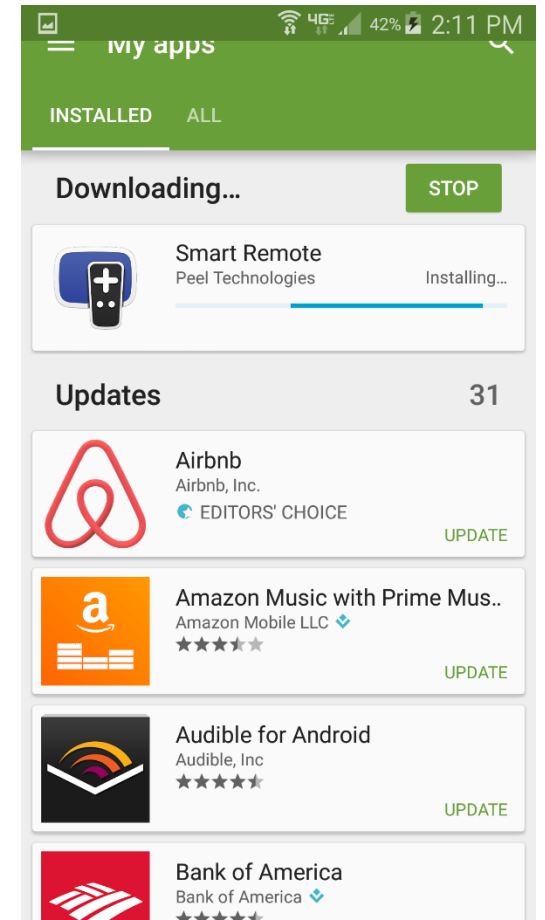 4G LTE 42% 2:11 PM
My apps
INSTALLED ALL
Downloading... STOP
Smart Remote
Peel Technologies Installing...
Updates 31
Airbnb
Airbnb, Inc.
EDITORS' CHOICE
UPDATE
a
Amazon Music with Prime Mus..
Amazon Mobile LLC
UPDATE
Audible for Android
Audible, Inc
UPDATE
Bank of America
Bank of America